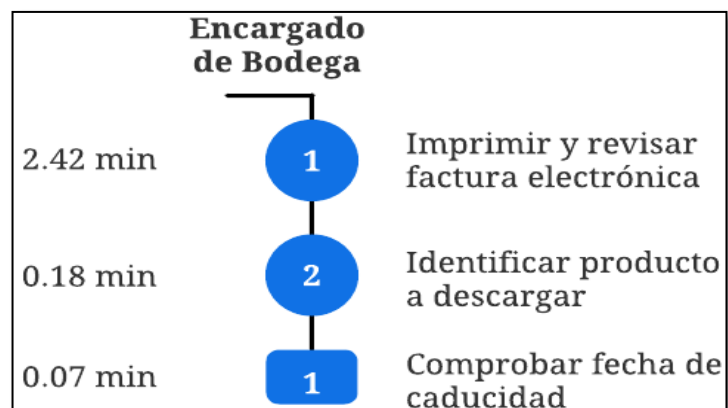 Encargado
de Bodega
2.42 min
1
Imprimir y revisar
factura electrónica
0.18 min
2
Identificar producto
a descargar
0.07 min
1
Comprobar fecha de
caducidad